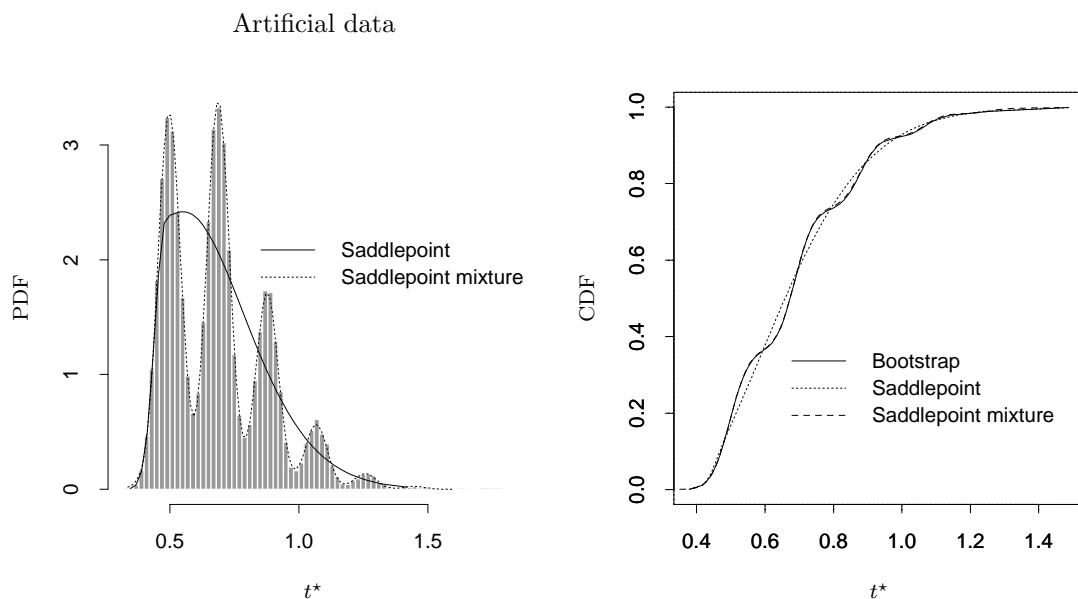 Artificial data
PDF
3
2
1
0
Saddlepoint
Saddlepoint mixture
0.5 1.0 1.5
t⋆
CDF
1.0
0.8
0.6
0.4
0.2
0.0
Bootstrap
Saddlepoint
Saddlepoint mixture
0.4 0.6 0.8 1.0 1.2 1.4
t⋆